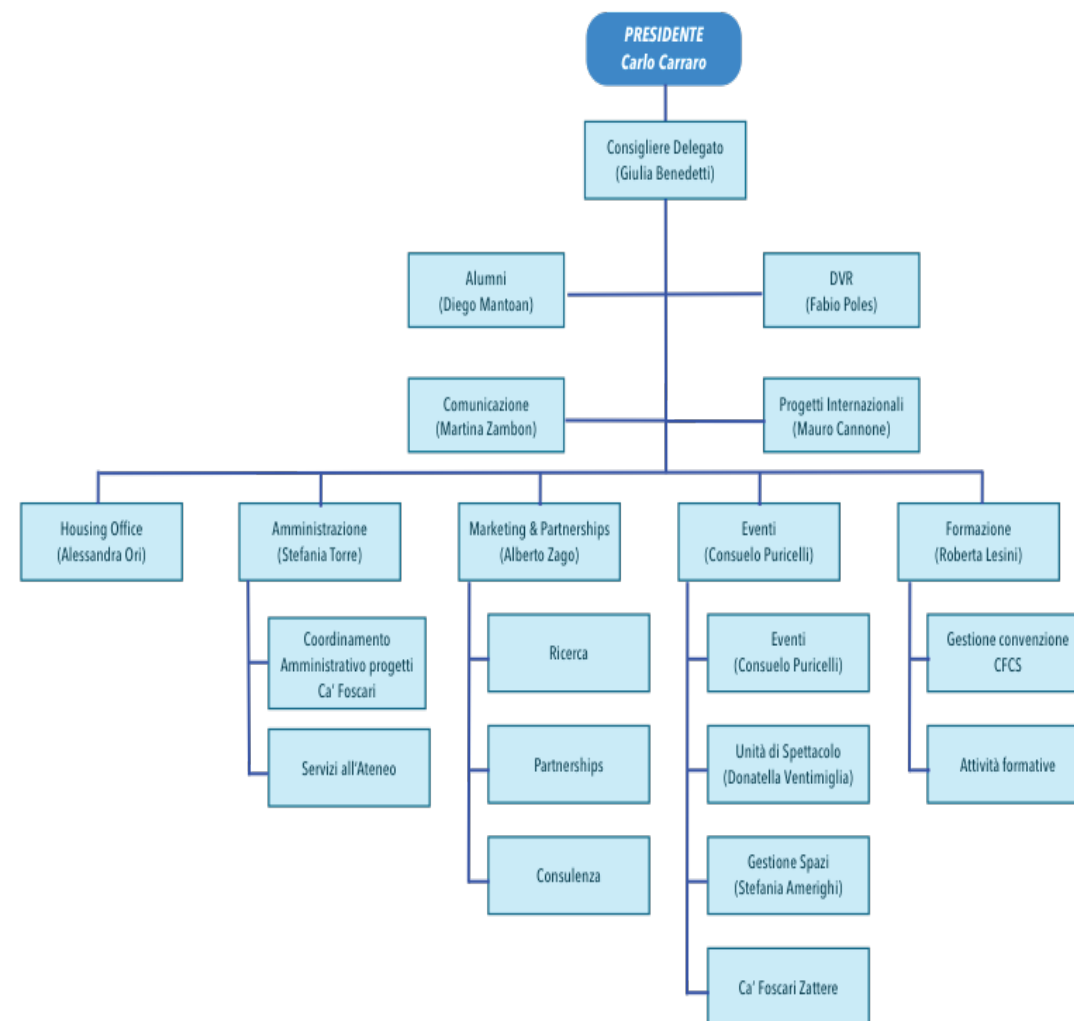 PRESIDENTE
Carlo Carraro
Consigliere Delegato
(Giulia Benedetti)
Alumni
(Diego Mantoan)
DVR
(Fabio Poles)
Comunicazione
(Martina Zambon)
Progetti Internazionali
(Mauro Cannone)
Housing Office
(Alessandra Ori)
Amministrazione
(Stefania Torre)
Marketing & Partnerships
(Alberto Zago)
Eventi
(Consuelo Puricelli)
Formazione
(Roberta Lesini)
Coordinamento
Amministrativo progetti
Ca' Foscari
Servizi all'Ateneo
Ricerca
Partnerships
Consulenza
Eventi
(Consuelo Puricelli)
Unità di Spettacolo
(Donatella Ventimiglia)
Gestione Spazi
(Stefania Amerighi)
Ca' Foscari Zattere
Gestione convenzione
CFCS
Attività formative